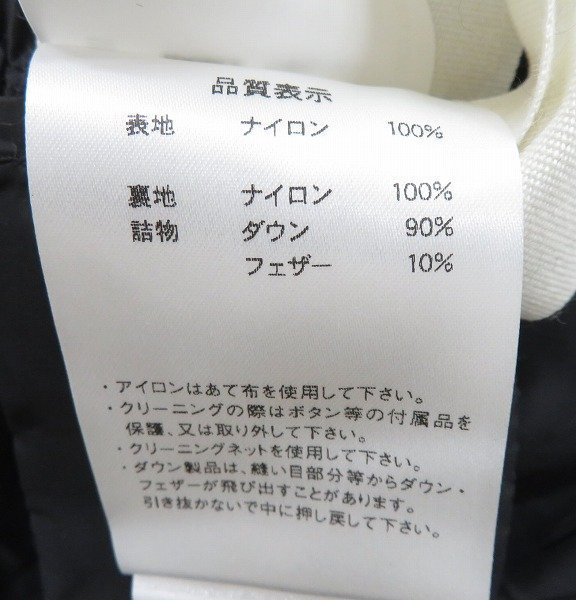 品質表示
表地 ナイロン 100%
裏地 ナイロン 100%
詰物 ダウン 90%
フェザー 10%
・アイロンはあて布を使用して下さい。
・クリーニングの際はボタン等の付属品を
保護、又は取り外して下さい。
・クリーニングネットを使用して下さい。
・ダウン製品は、縫い目部分等からダウン・
フェザーが飛び出すことがあります。
引き抜かないで中に押し戻して下さい。